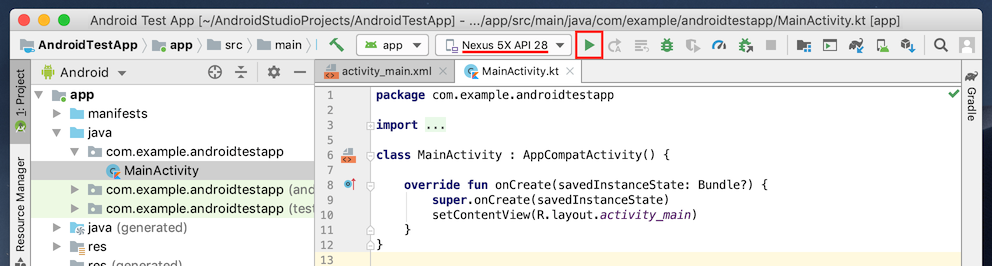 Android Test App [~/AndroidStudioProjects/AndroidTestApp] – .../app/src/main/java/com/example/androidtestapp/MainActivity.kt [app]
AndroidTestApp app src main app Nexus 5X API 28
1: Project
Resource Manager
Android
app
manifests
java
com.example.androidtestapp
MainActivity
com.example.androidtestapp (and
com.example.androidtestapp (test
java (generated)
res
res (generated)
activity_main.xml MainActivity.kt
1 package com.example.androidtestapp
2
3 import ...
5
6 class MainActivity : AppCompatActivity() {
7
8 override fun onCreate(savedInstanceState: Bundle?) {
9 super.onCreate(savedInstanceState)
10 setContentView(R.layout.activity_main)
11 }
12 }
13
Gradle